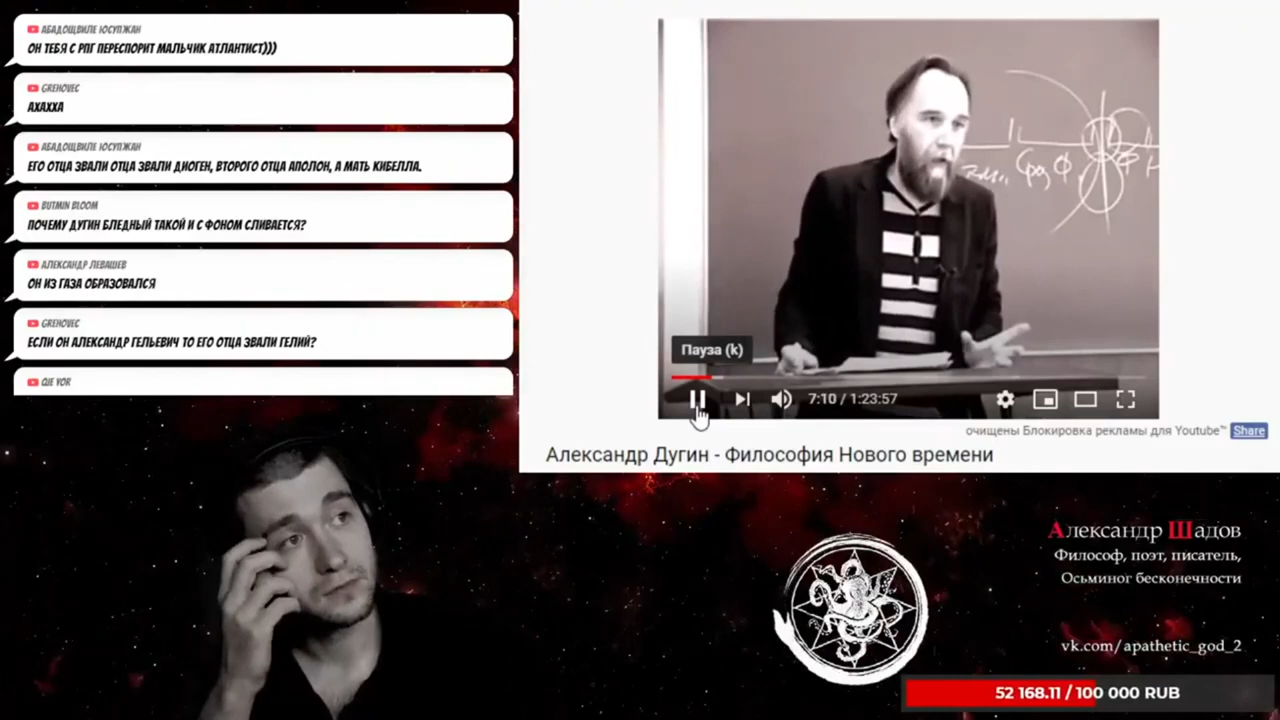 АБАДОЩВИЛЕ ЮСУПЖАН
ОН ТЕБЯ С РПГ ПЕРЕСПОРИТ МАЛЬЧИК АТЛАНТИСТ)))
GREHOVEC
АХАХХА
АБАДОЩВИЛЕ ЮСУПЖАН
ЕГО ОТЦА ЗВАЛИ ОТЦА ЗВАЛИ ДИОГЕН, ВТОРОГО ОТЦА АПОЛОН, А МАТЬ КИБЕЛЛА.
BUTMIN BLOOM
ПОЧЕМУ ДУГИН БЛЕДНЫЙ ТАКОЙ И С ФОНОМ СЛИВАЕТСЯ?
АЛЕКСАНДР ЛЕВАШЕВ
ОН ИЗ ГАЗА ОБРАЗОВАЛСЯ
GREHOVEC
ЕСЛИ ОН АЛЕКСАНДР ГЕЛЬЕВИЧ ТО ЕГО ОТЦА ЗВАЛИ ГЕЛИЙ?
QJE YOR
Сред Ф
Ф Н
Пауза (k)
7:10 / 1:23:57
очищены Блокировка рекламы для Youtube™ Share
Александр Дугин - Философия Нового времени
Александр Шадов
Философ, поэт, писатель,
Осьминог бесконечности
vk.com/apathetic_god_2
52 168.11 / 100 000 RUB